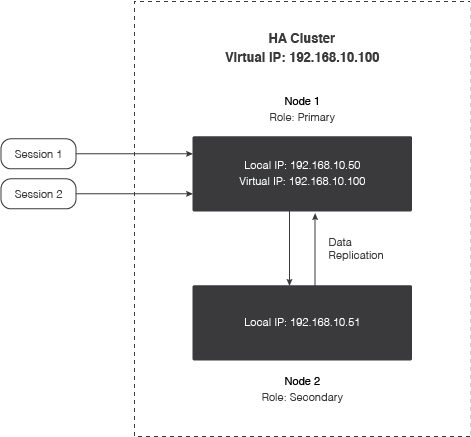 HA Cluster
Virtual IP: 192.168.10.100
Node 1
Role: Primary
Session 1
Session 2
Local IP: 192.168.10.50
Virtual IP: 192.168.10.100
Data
Replication
Local IP: 192.168.10.51
Node 2
Role: Secondary